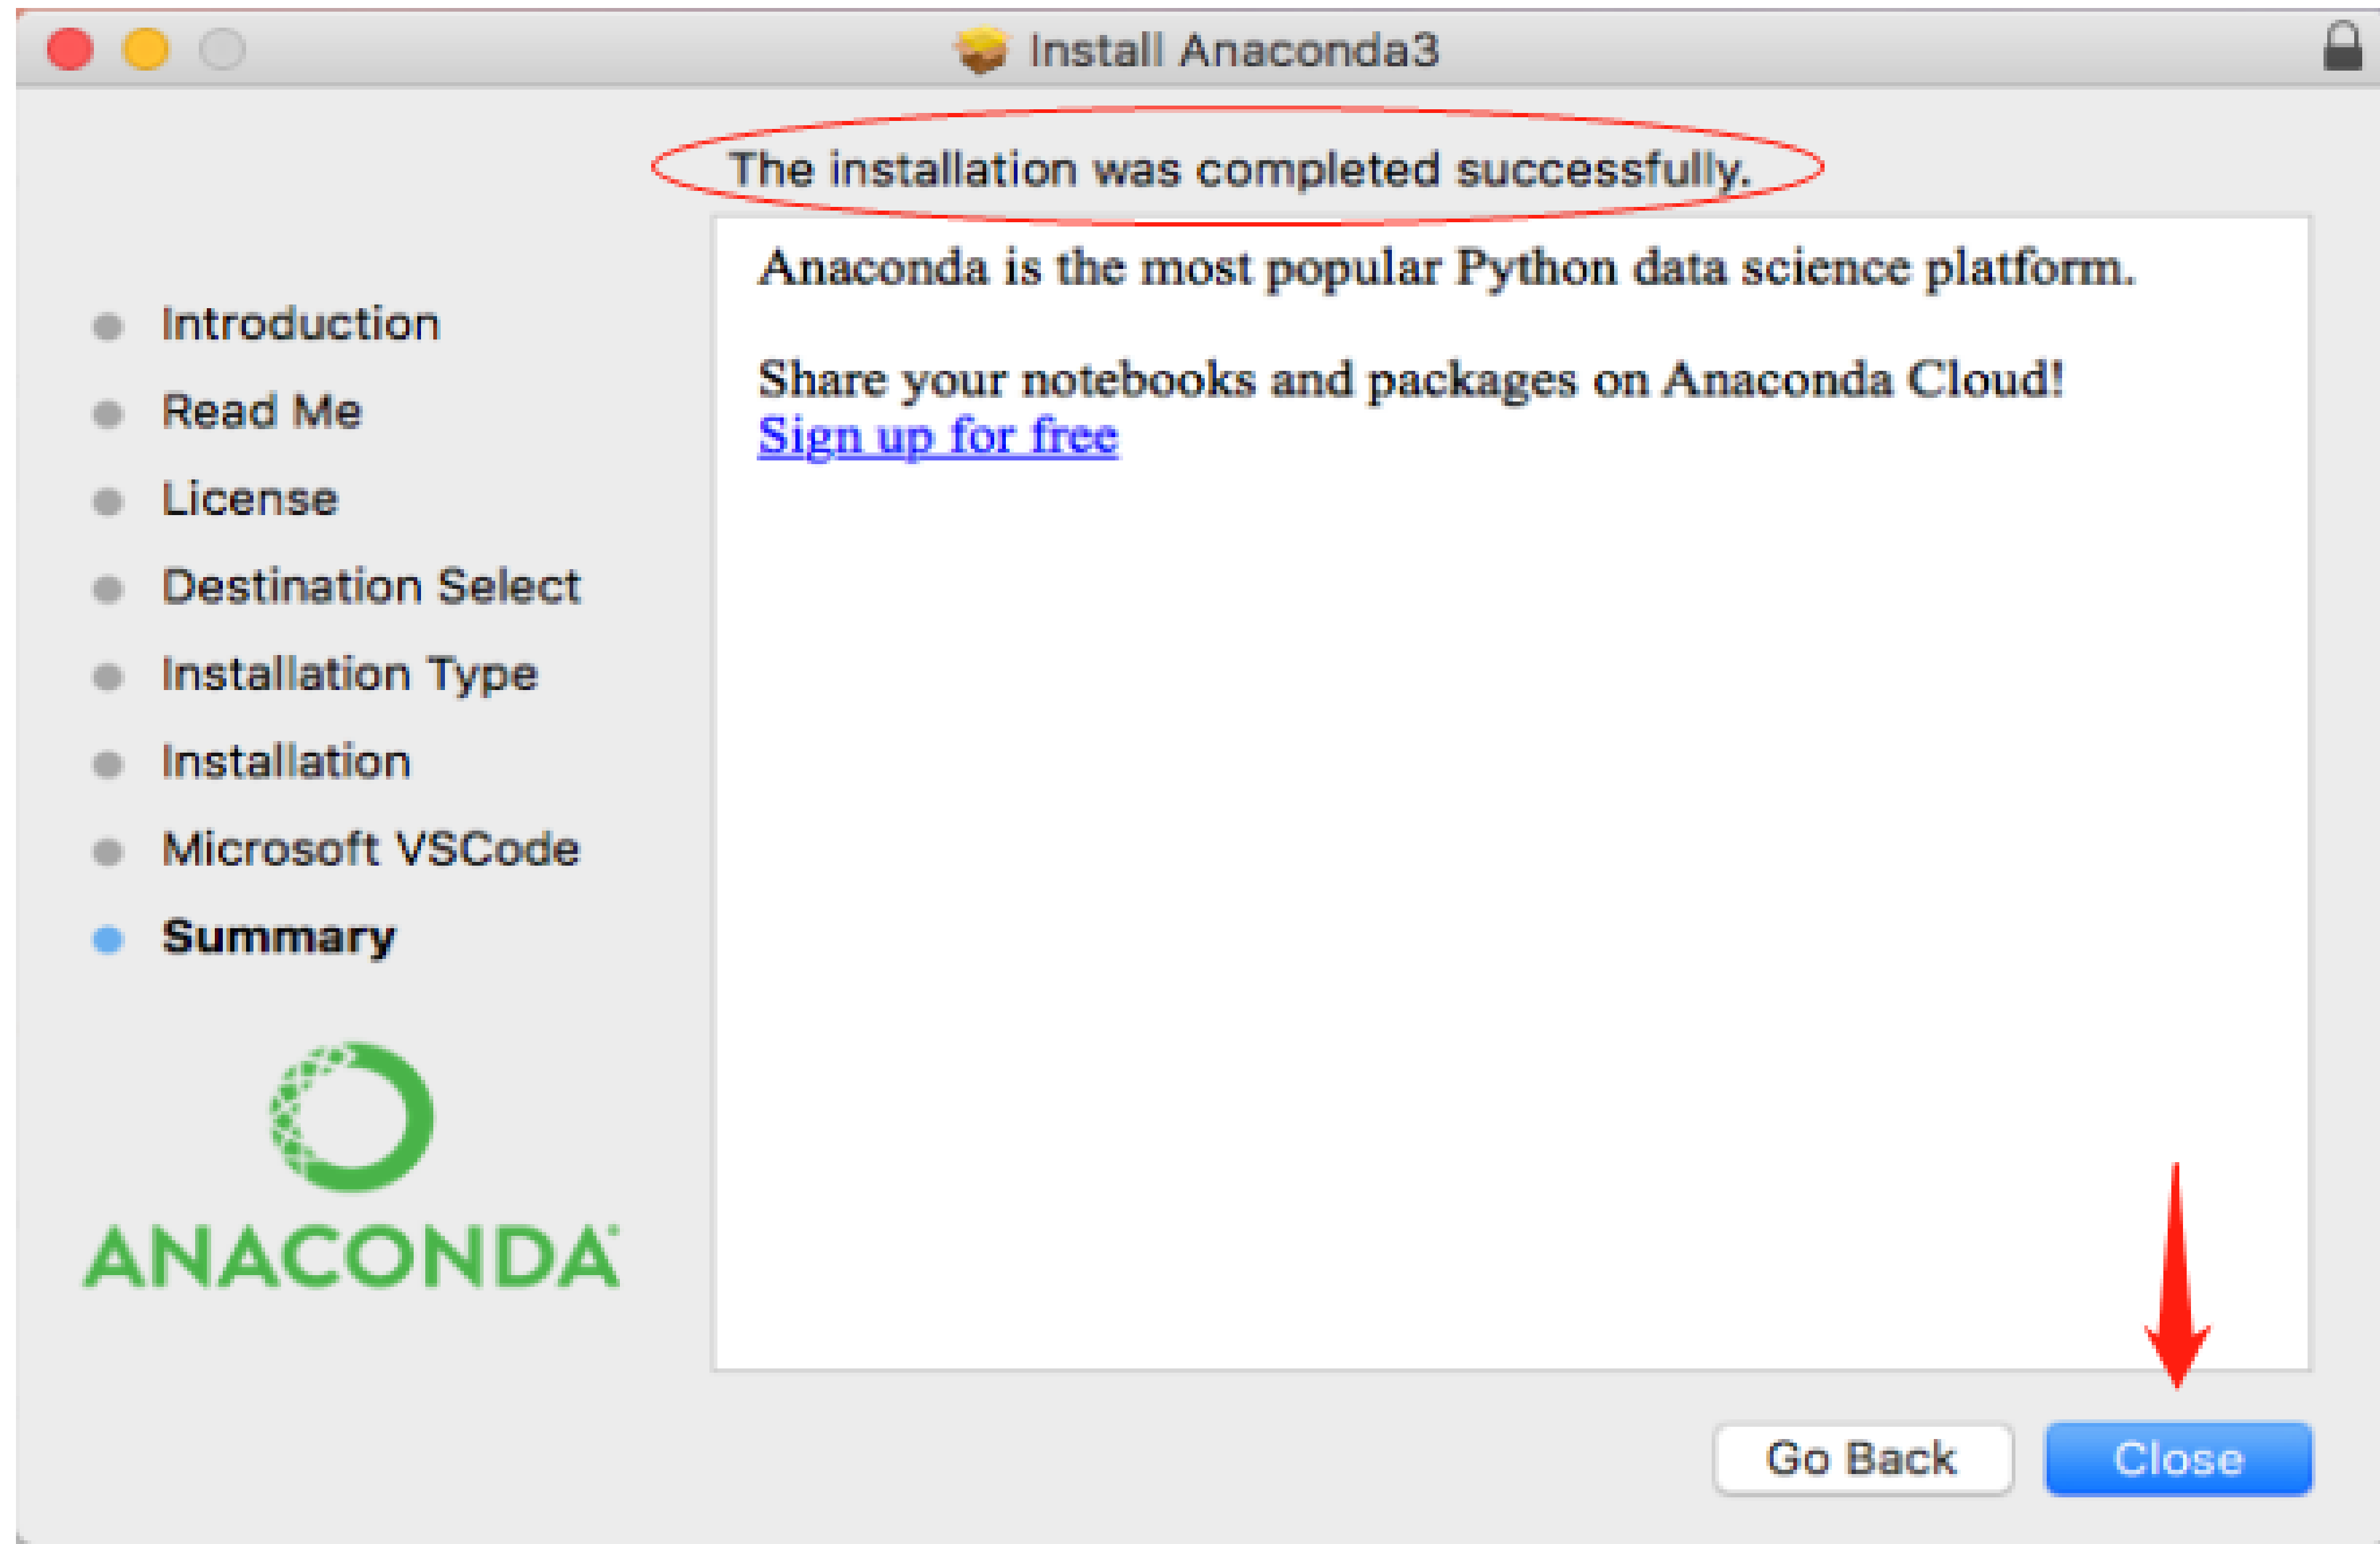 Install Anaconda3
The installation was completed successfully.
Introduction
Read Me
License
Destination Select
Installation Type
Installation
Microsoft VSCode
Summary
ANACONDA
Anaconda is the most popular Python data science platform.
Share your notebooks and packages on Anaconda Cloud!
Sign up for free
Go Back
Close